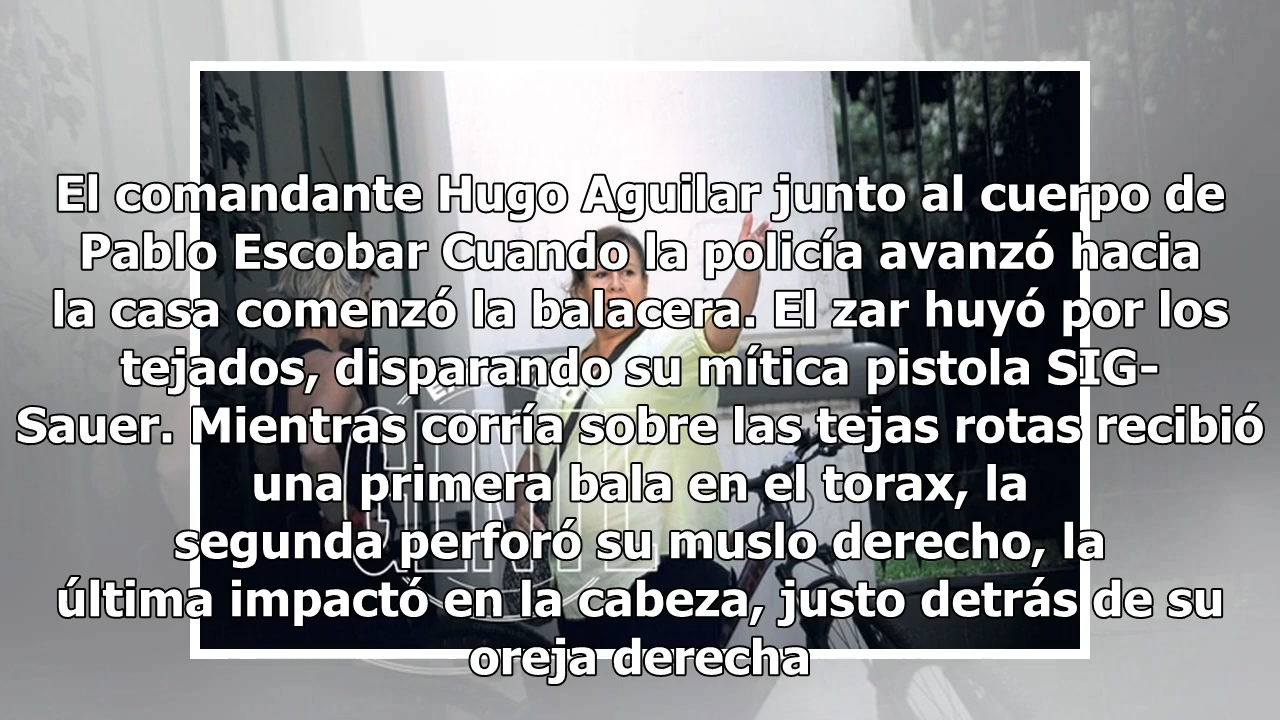 El comandante Hugo Aguilar junto al cuerpo de
Pablo Escobar Cuando la policía avanzó hacia
la casa comenzó la balacera. El zar huyó por los
tejados, disparando su mítica pistola SIG-
Sauer. Mientras corría sobre las tejas rotas recibió
una primera bala en el torax, la
segunda perforó su muslo derecho, la
última impactó en la cabeza, justo detrás de su
oreja derecha
GENTE